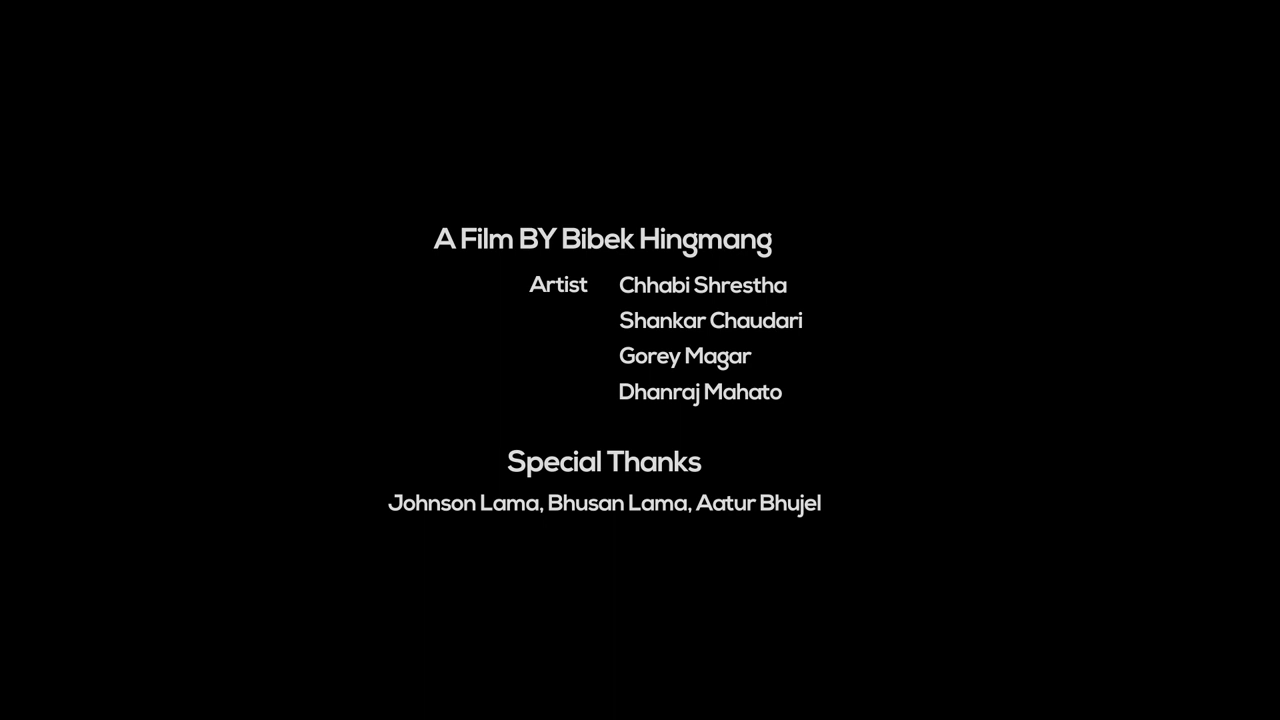 A Film BY Bibek Hingmang
Artist Chhabi Shrestha
Shankar Chaudari
Gorey Magar
Dhanraj Mahato
Special Thanks
Johnson Lama, Bhusan Lama, Aatur Bhujel